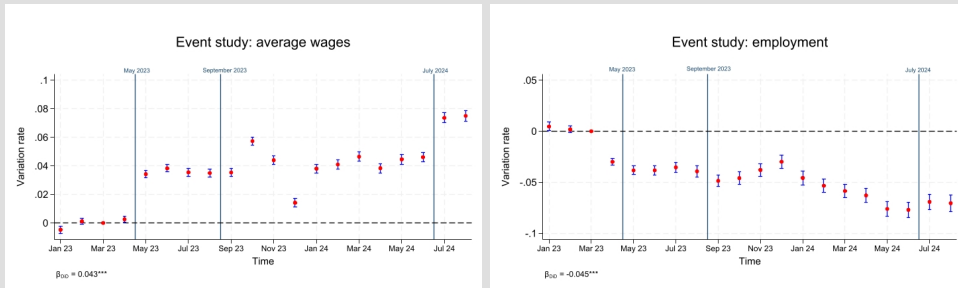 Event study: average wages
May 2023
September 2023
July 2024
.1
.08
.06
.04
.02
0
Variation rate
Jan 23
Mar 23
May 23
Jul 23
Sep 23
Nov 23
Jan 24
Mar 24
May 24
Jul 24
Time
βDID = 0.043***
Event study: employment
May 2023
September 2023
July 2024
.05
0
-.05
-.1
Variation rate
Jan 23
Mar 23
May 23
Jul 23
Sep 23
Nov 23
Jan 24
Mar 24
May 24
Jul 24
Time
βDID = -0.045***